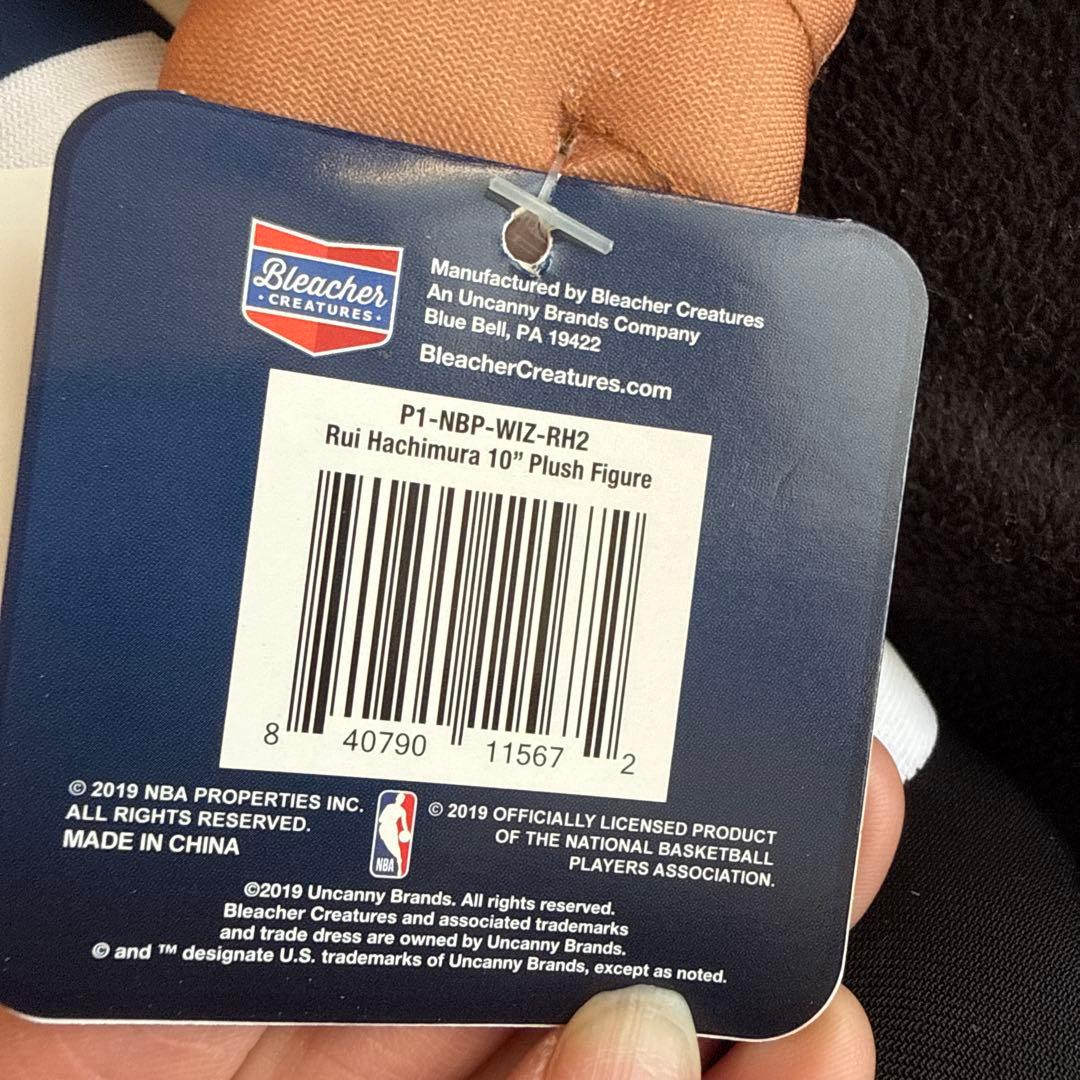 Bleacher
• CREATURES •
Manufactured by Bleacher Creatures
An Uncanny Brands Company
Blue Bell, PA 19422
BleacherCreatures.com
P1-NBP-WIZ-RH2
Rui Hachimura 10” Plush Figure
8 40790 11567 2
© 2019 NBA PROPERTIES INC.
ALL RIGHTS RESERVED.
MADE IN CHINA
NBA
© 2019 OFFICIALLY LICENSED PRODUCT
OF THE NATIONAL BASKETBALL
PLAYERS ASSOCIATION.
©2019 Uncanny Brands. All rights reserved.
Bleacher Creatures and associated trademarks
and trade dress are owned by Uncanny Brands.
© and ™ designate U.S. trademarks of Uncanny Brands, except as noted.